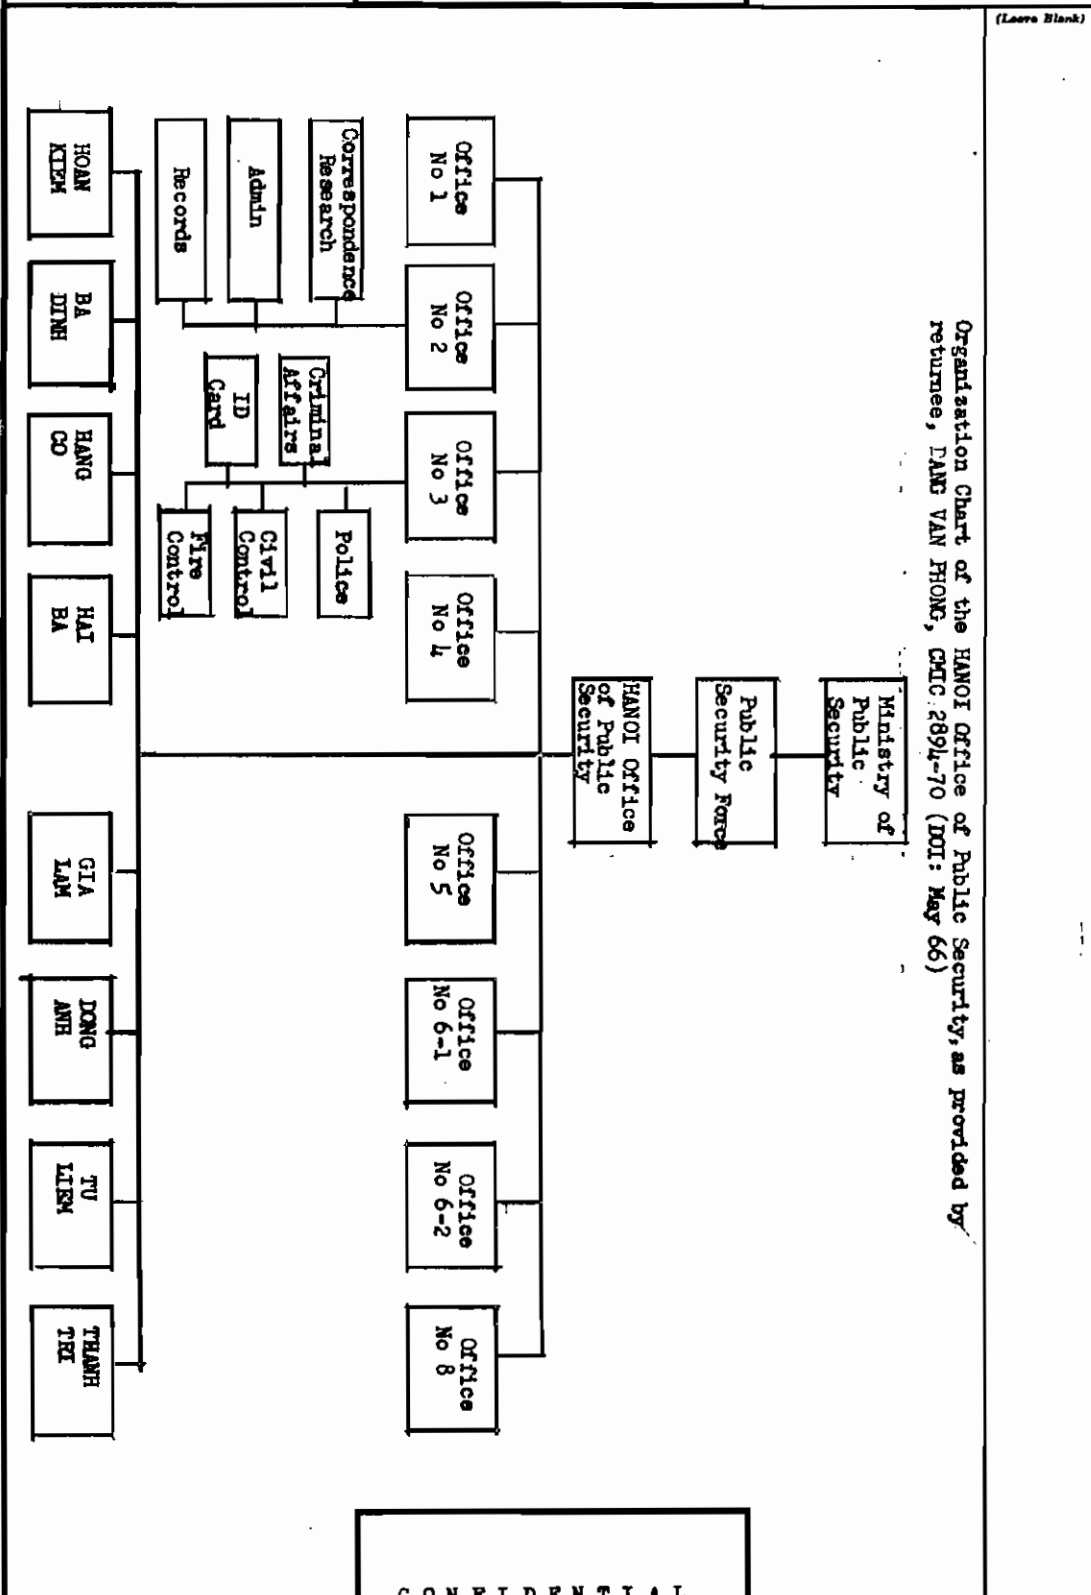 (Leave Blank)
Organization Chart of the HANOI Office of Public Security, as provided by
returnee, DANG VAN PHONG, CMIC 2894-70 (DOI: May 66)
Ministry of
Public
Security
Public
Security Force
HANOI Office
of Public
Security
Office
No 1
Office
No 2
Office
No 3
Office
No 4
Office
No 5
Office
No 6-1
Office
No 6-2
Office
No 8
Correspondence
Research
Admin
Records
Criminal
Affairs
ID
Card
Police
Civil
Control
Fire
Control
HOAN
KIEM
BA
DINH
HANG
CO
HAI
BA
GIA
LAM
DONG
ANH
TU
LIEM
THANH
TRI
CONFIDENTIAL